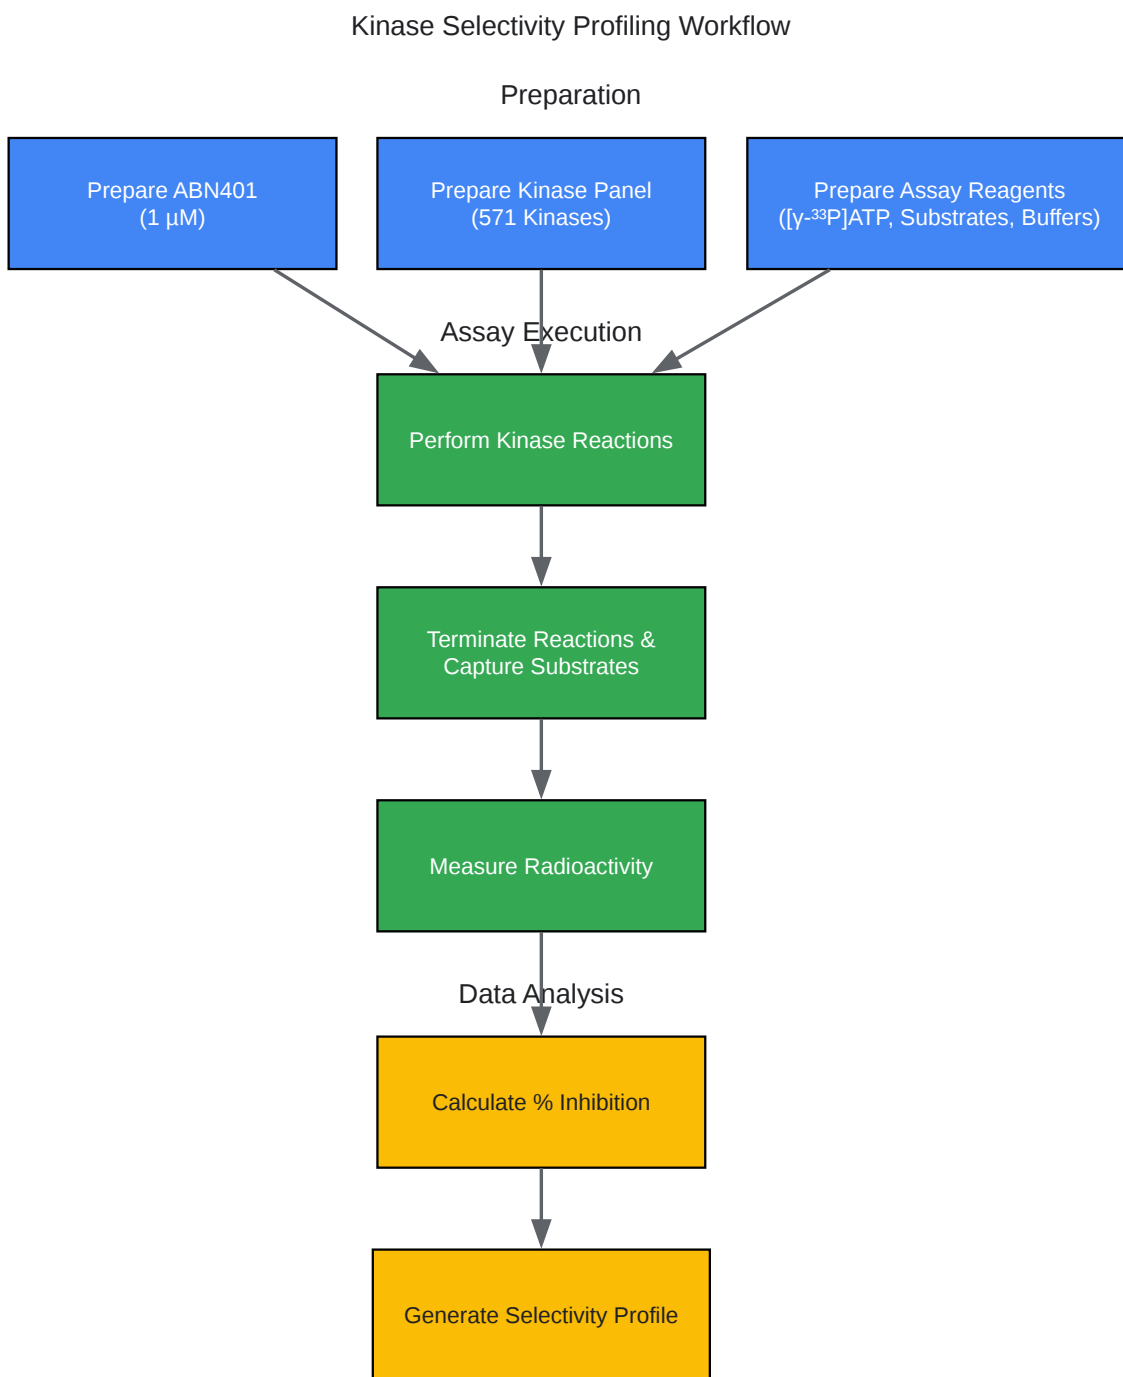 Kinase Selectivity Profiling Workflow
Preparation
Prepare ABN401
(1 µM)
Prepare Kinase Panel
(571 Kinases)
Prepare Assay Reagents
([γ-³³P]ATP, Substrates, Buffers)
Assay Execution
Perform Kinase Reactions
Terminate Reactions &
Capture Substrates
Measure Radioactivity
Data Analysis
Calculate % Inhibition
Generate Selectivity Profile